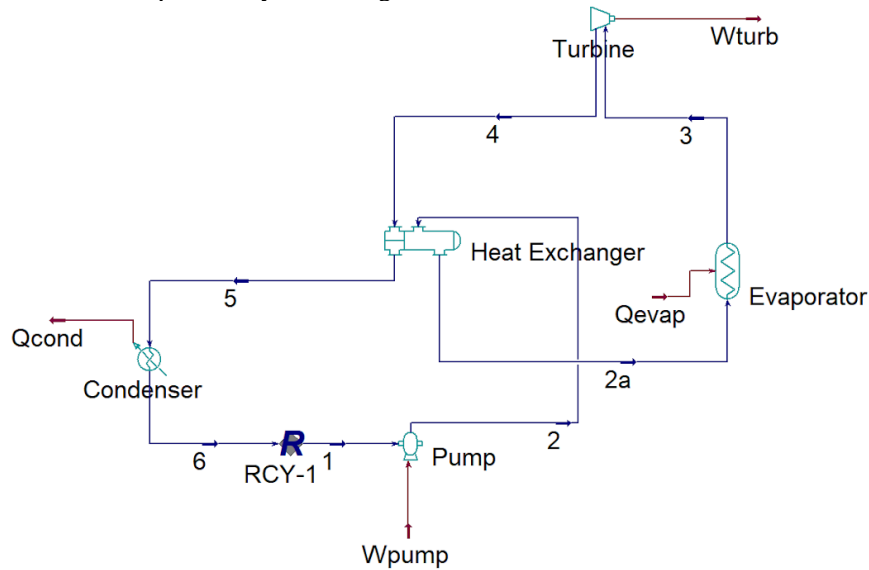 Turbine
Wturb
4
3
Heat Exchanger
5
Qevap
Evaporator
Qcond
Condenser
2a
6
R
1
RCY-1
2
Pump
Wpump